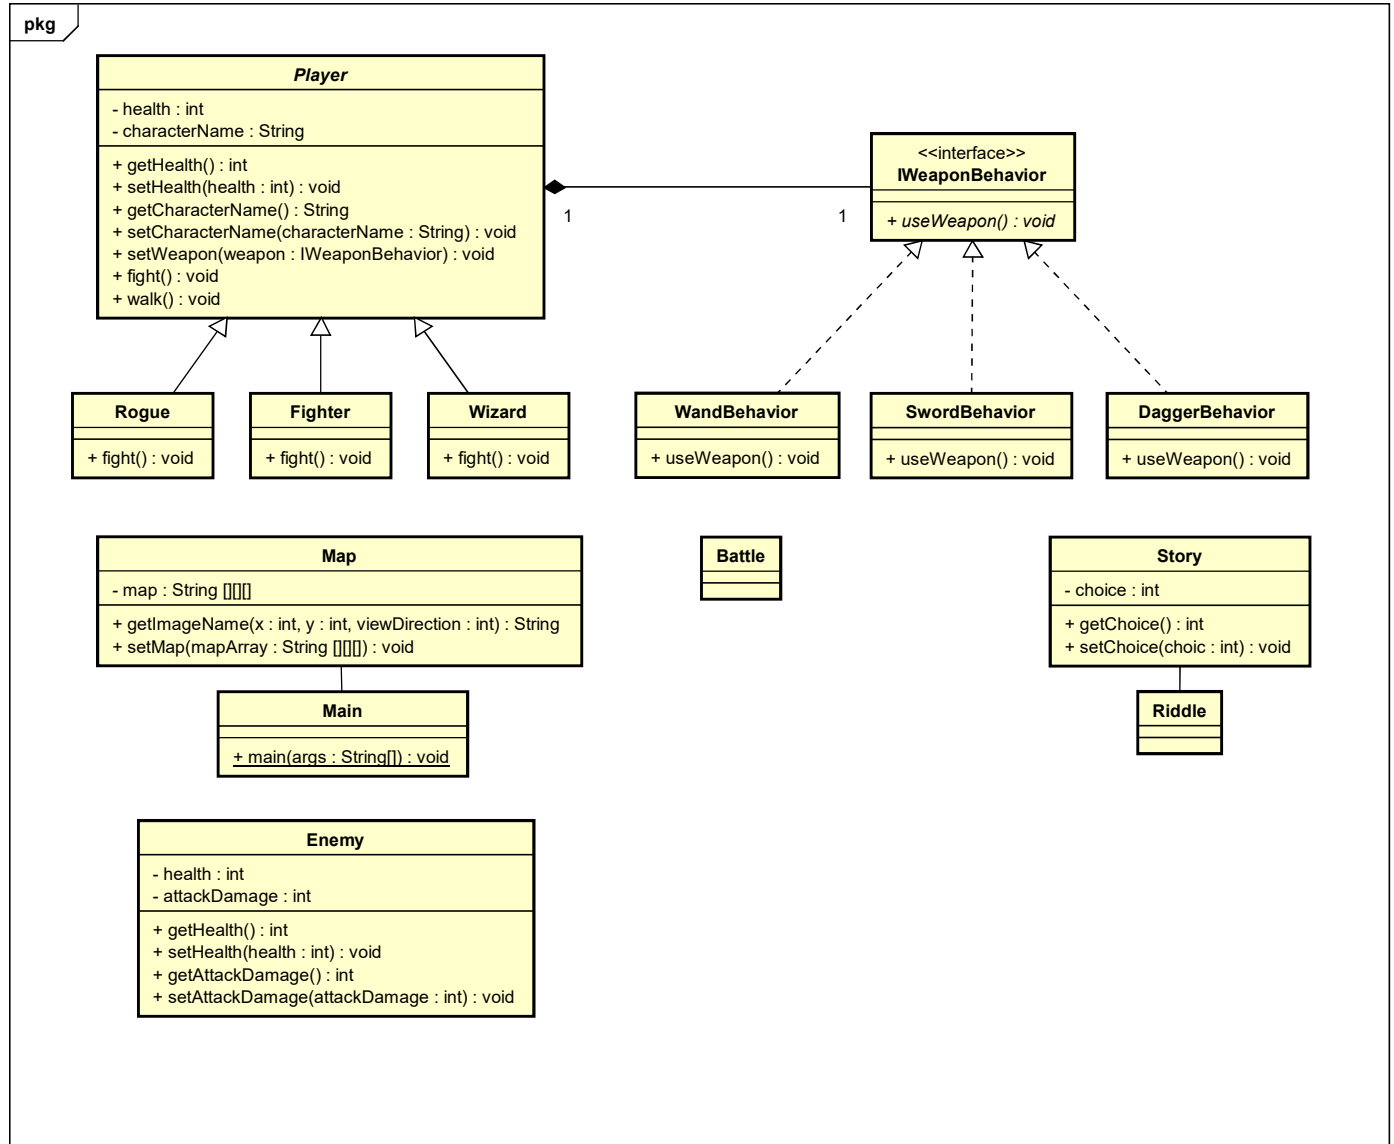 pkg
Player
- health : int
- characterName : String
+ getHealth() : int
+ setHealth(health : int) : void
+ getCharacterName() : String
+ setCharacterName(characterName : String) : void
+ setWeapon(weapon : IWeaponBehavior) : void
+ fight() : void
+ walk() : void
1
1
<<interface>>
IWeaponBehavior
+ useWeapon() : void
Rogue
+ fight() : void
Fighter
+ fight() : void
Wizard
+ fight() : void
WandBehavior
+ useWeapon() : void
SwordBehavior
+ useWeapon() : void
DaggerBehavior
+ useWeapon() : void
Map
- map : String [][][]
+ getImageName(x : int, y : int, viewDirection : int) : String
+ setMap(mapArray : String [][][]) : void
Battle
Story
- choice : int
+ getChoice() : int
+ setChoice(choic : int) : void
Main
+ main(args : String[]) : void
Riddle
Enemy
- health : int
- attackDamage : int
+ getHealth() : int
+ setHealth(health : int) : void
+ getAttackDamage() : int
+ setAttackDamage(attackDamage : int) : void